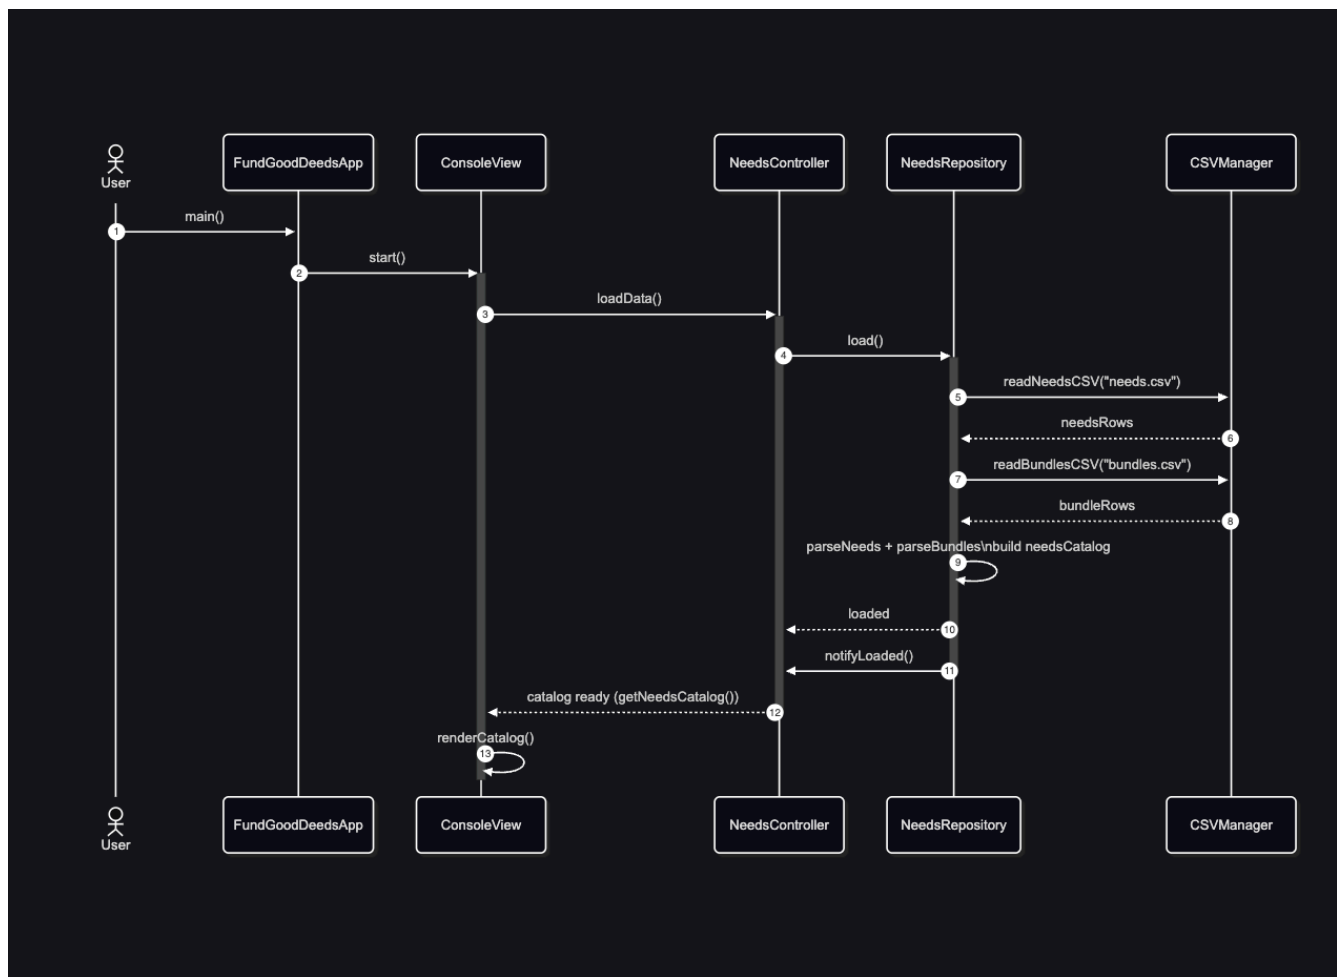 FundGoodDeedsApp
ConsoleView
NeedsController
NeedsRepository
CSVManager
User
main()
1
start()
2
loadData()
3
load()
4
readNeedsCSV("needs.csv")
5
needsRows
6
readBundlesCSV("bundles.csv")
7
bundleRows
8
parseNeeds + parseBundles\nbuild needsCatalog
9
loaded
10
notifyLoaded()
11
catalog ready (getNeedsCatalog())
12
renderCatalog()
13
FundGoodDeedsApp
ConsoleView
NeedsController
NeedsRepository
CSVManager
User